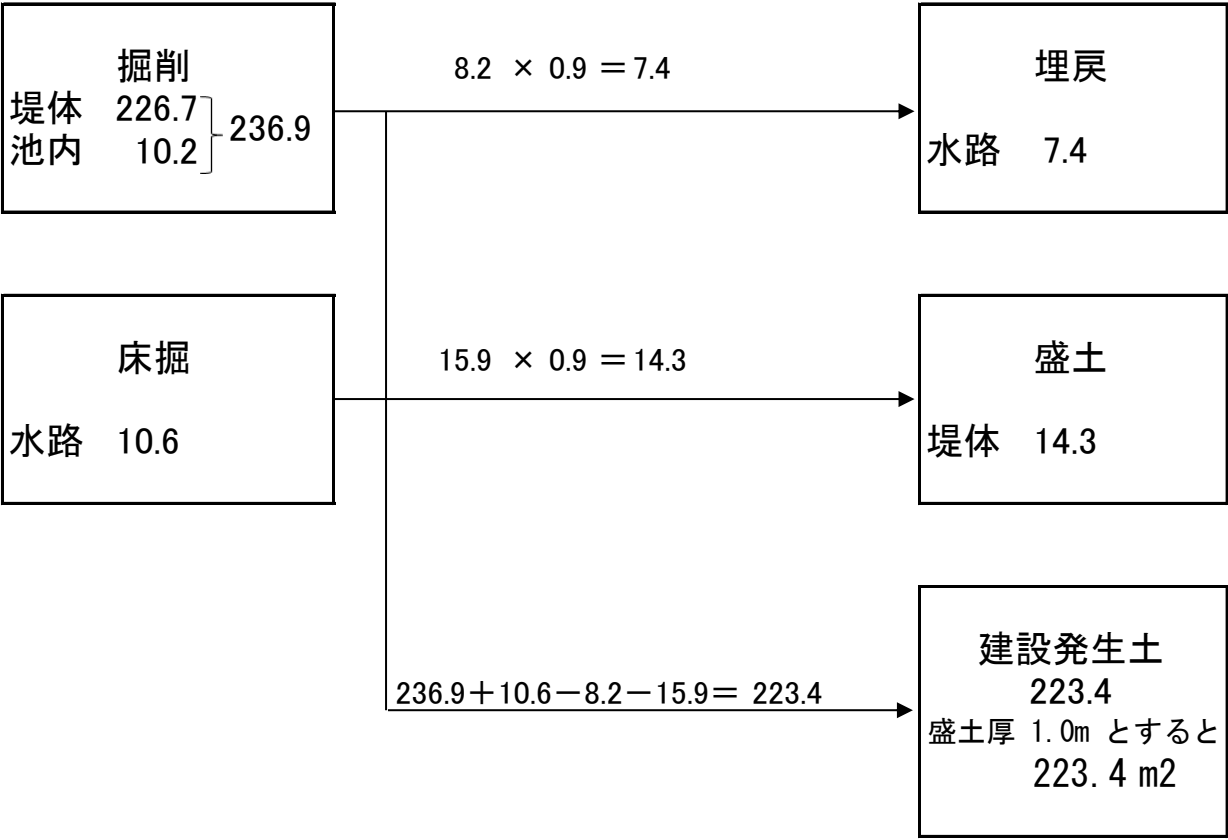 掘削
堤体 226.7
池内 10.2
236.9
8.2 × 0.9 ＝ 7.4
埋戻
水路 7.4
床掘
水路 10.6
15.9 × 0.9 ＝ 14.3
盛土
堤体 14.3
236.9＋10.6－8.2－15.9＝ 223.4
建設発生土
223.4
盛土厚 1.0m とすると
223.4 m2